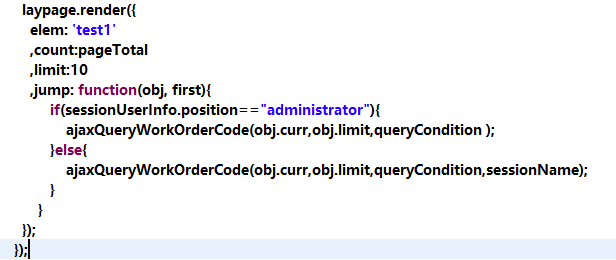 laypage.render({
elem: 'test1'
,count:pageTotal
,limit:10
,jump: function(obj, first){
if(sessionUserInfo.position=="administrator"){
ajaxQueryWorkOrderCode(obj.curr,obj.limit,queryCondition );
}else{
ajaxQueryWorkOrderCode(obj.curr,obj.limit,queryCondition,sessionName);
}
}
});
});